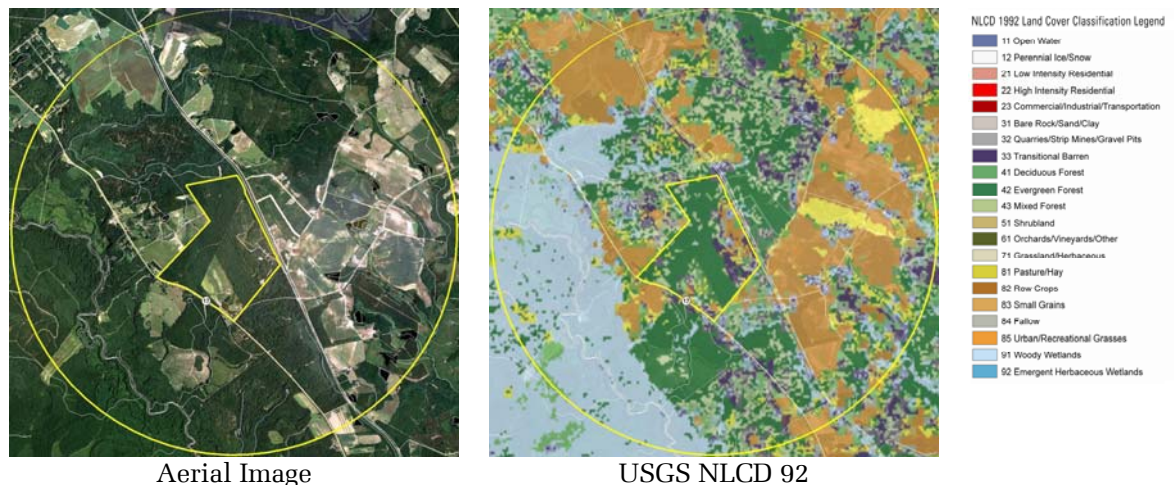 NLCD 1992 Land Cover Classification Legend
11 Open Water
12 Perennial Ice/Snow
21 Low Intensity Residential
22 High Intensity Residential
23 Commercial/Industrial/Transportation
31 Bare Rock/Sand/Clay
32 Quarries/Strip Mines/Gravel Pits
33 Transitional Barren
41 Deciduous Forest
42 Evergreen Forest
43 Mixed Forest
51 Shrubland
61 Orchards/Vineyards/Other
71 Grassland/Herbaceous
81 Pasture/Hay
82 Row Crops
83 Small Grains
84 Fallow
85 Urban/Recreational Grasses
91 Woody Wetlands
92 Emergent Herbaceous Wetlands
Aerial Image
USGS NLCD 92